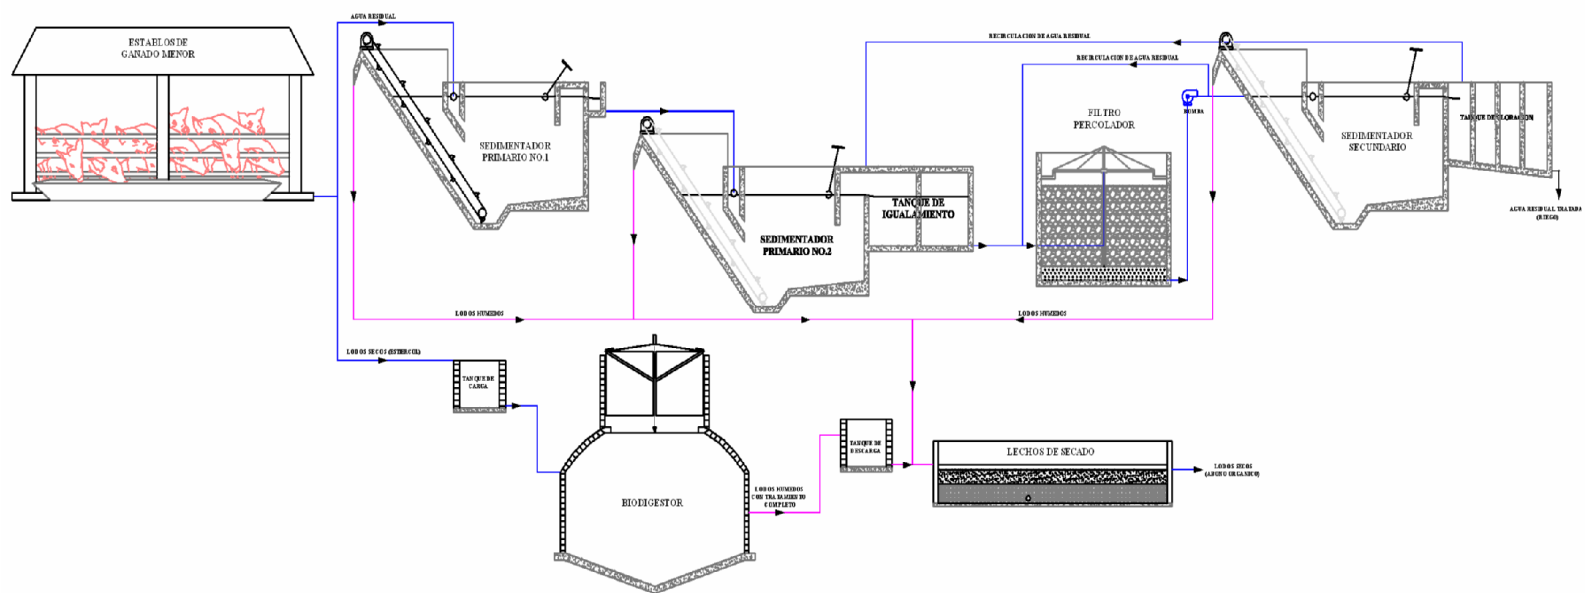 ESTABLOS DE
GANADO MENOR
AGUA RESIDUAL
SEDIMENTADOR
PRIMARIO NO.1
SEDIMENTADOR
PRIMARIO NO.2
TANQUE DE
IGUALAMIENTO
RECIRCULACION DE AGUA RESIDUAL
RECIRCULACION DE AGUA RESIDUAL
FILTRO
PERCOLADOR
BOMBA
SEDIMENTADOR
SECUNDARIO
TANQUE DE CLORACION
AGUA RESIDUAL TRATADA
(RIEGO)
LODOS HUMEDOS
LODOS HUMEDOS
LODOS SECOS (ESTIERCOL)
TANQUE DE
CARGA
BIODIGESTOR
LODOS HUMEDOS
CON TRATAMIENTO
COMPLETO
TANQUE DE
DESCARGA
LECHOS DE SECADO
LODOS SECOS
(ABONO ORGANICO)